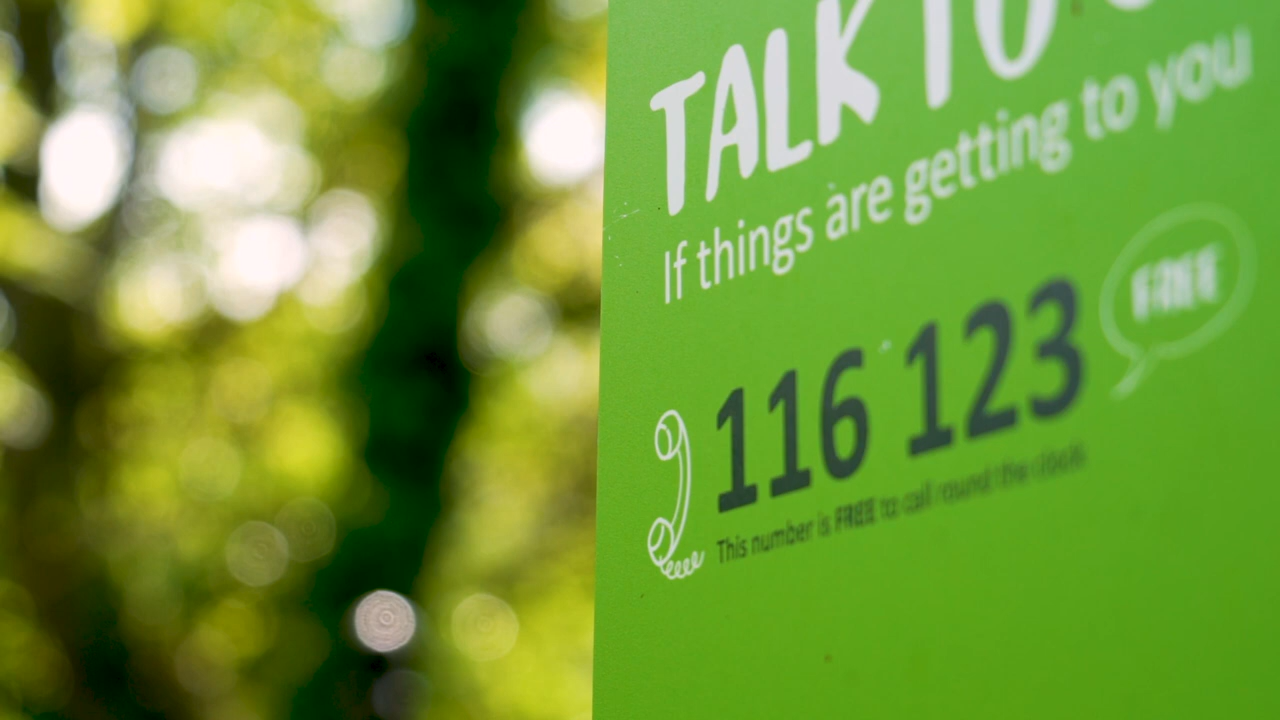 TALK TO
If things are getting to you
FREE
116 123
This number is FREE to call round the clock.